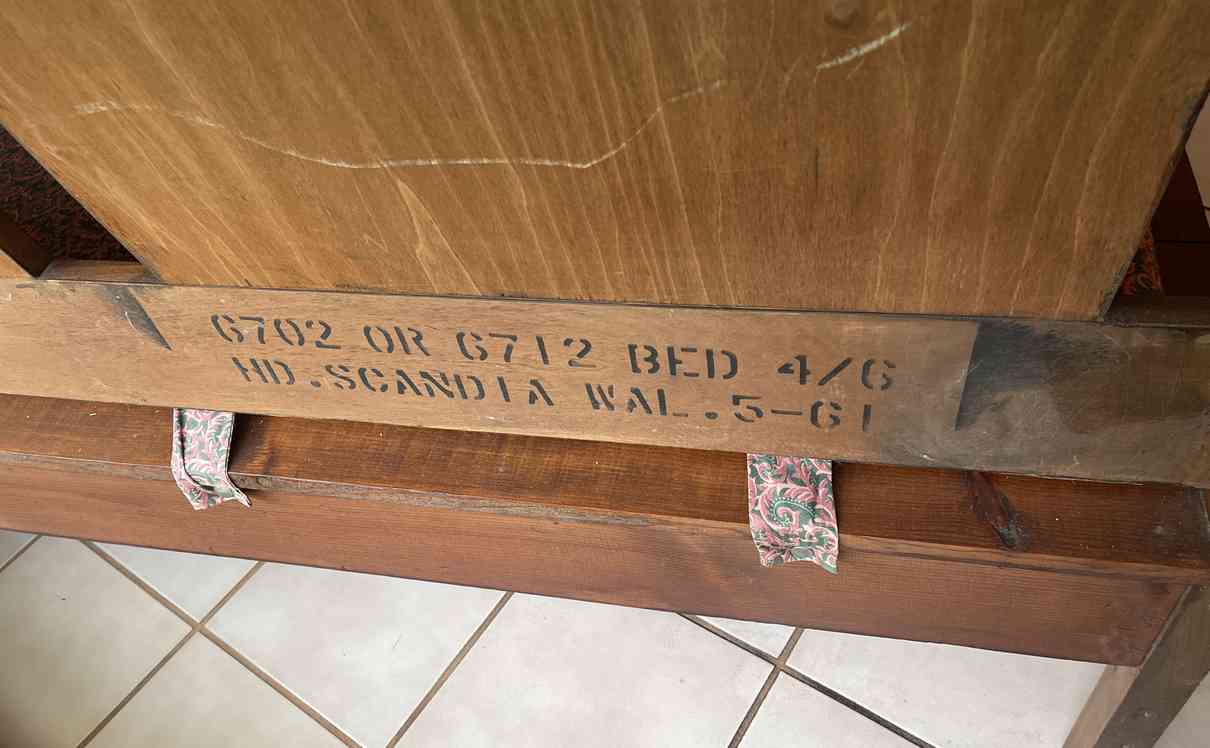 6702 OR 6712 BED 4/6
HD.SCANDIA WAL.5-61